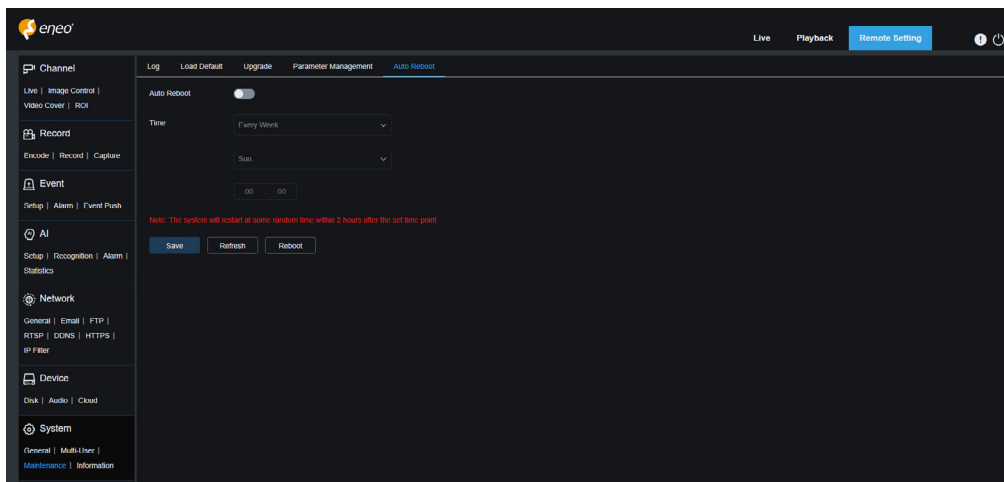 eneo
Live Playback Remote Setting
Channel
Live | Image Control |
Video Cover | ROI
Record
Encode | Record | Capture
Event
Setup | Alarm | Event Push
AI
Setup | Recognition | Alarm |
Statistics
Network
General | Email | FTP |
RTSP | DDNS | HTTPS |
IP Filter
Device
Disk | Audio | Cloud
System
General | Multi-User |
Maintenance | Information
Log Load Default Upgrade Parameter Management Auto Reboot
Auto Reboot
Time Every Week
Sun.
00 : 00
Note: The system will restart at some random time within 2 hours after the set time point
Save Refresh Reboot